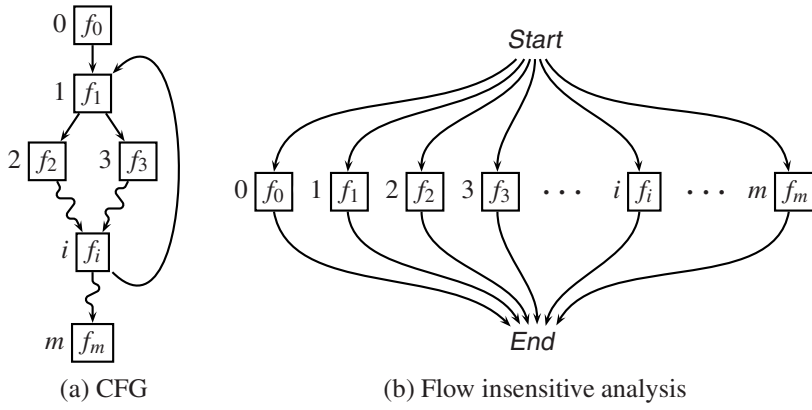 0 f₀
1 f₁
2 f₂ 3 f₃
i fᵢ
m fₘ
(a) CFG
Start
0 f₀ 1 f₁ 2 f₂ 3 f₃ ··· i fᵢ ··· m fₘ
End
(b) Flow insensitive analysis